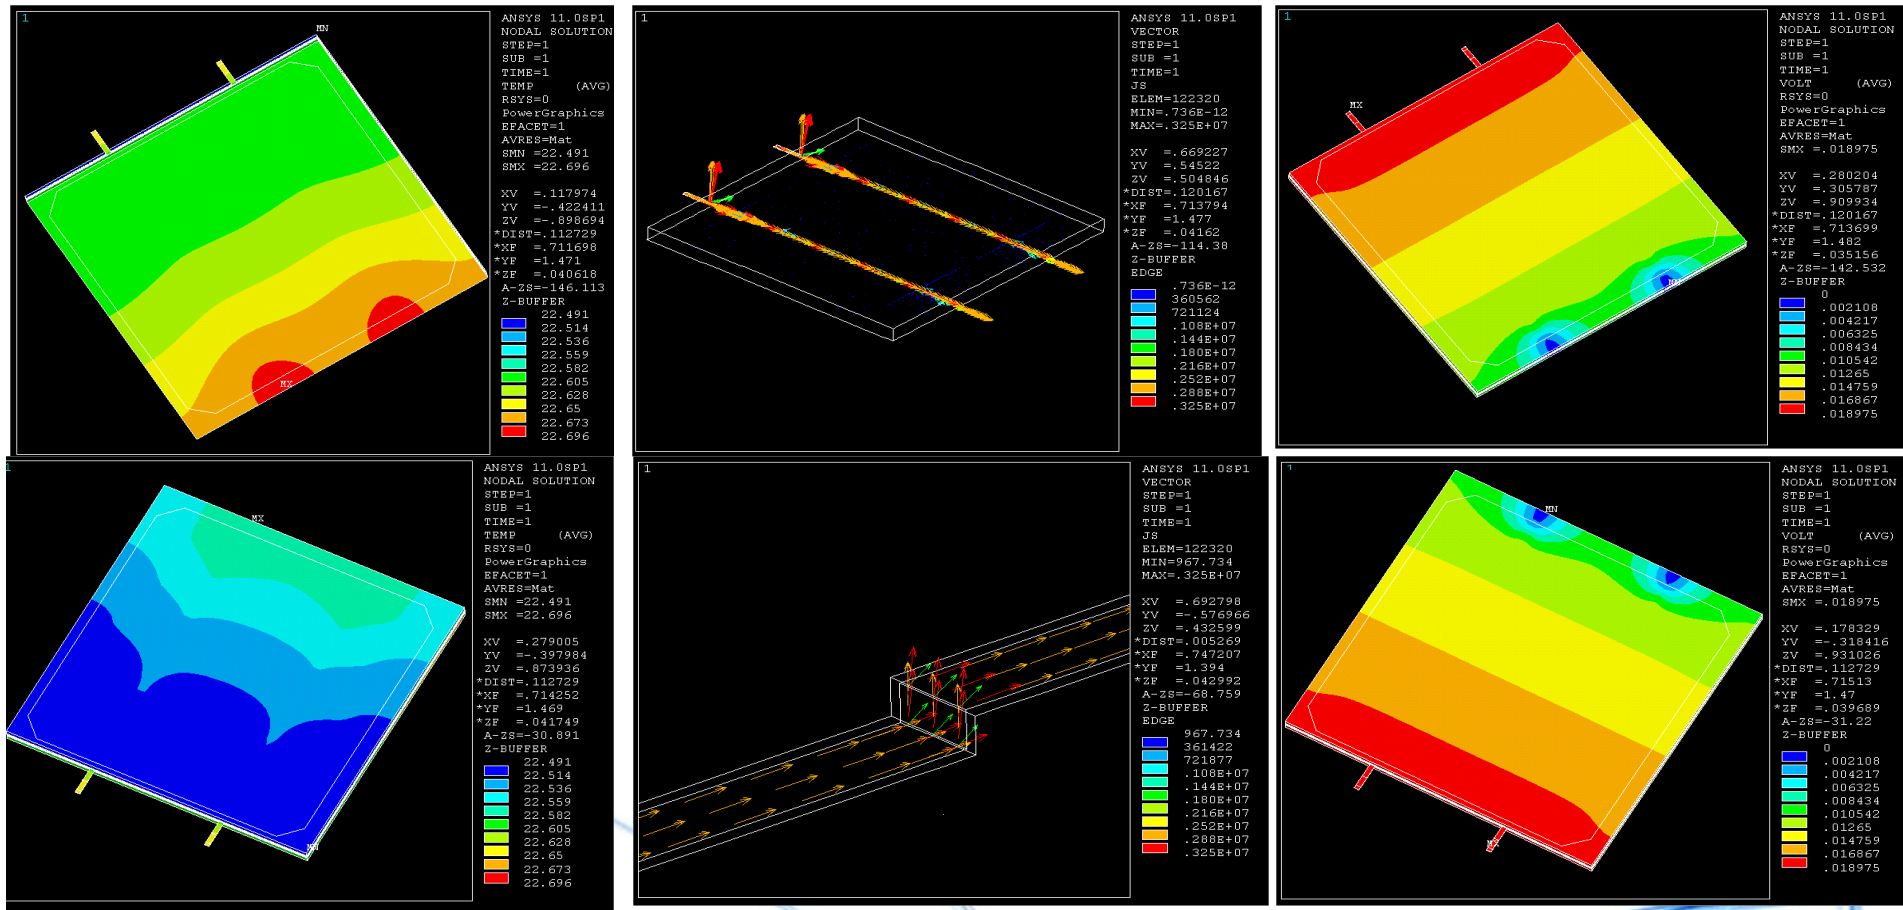 1
MN
MX
ANSYS 11.0SP1
NODAL SOLUTION
STEP=1
SUB =1
TIME=1
TEMP (AVG)
RSYS=0
PowerGraphics
EFACET=1
AVRES=Mat
SMN =22.491
SMX =22.696
XV =.117974
YV =-.422411
ZV =-.898694
*DIST=.112729
*XF =.711698
*YF =1.471
*ZF =.040618
A-ZS=-146.113
Z-BUFFER
22.491
22.514
22.536
22.559
22.582
22.605
22.628
22.65
22.673
22.696
1
ANSYS 11.0SP1
VECTOR
STEP=1
SUB =1
TIME=1
JS
ELEM=122320
MIN=.736E-12
MAX=.325E+07
XV =.669227
YV =.54522
ZV =.504846
*DIST=.120167
*XF =.713794
*YF =1.477
*ZF =.04162
A-ZS=-114.38
Z-BUFFER
EDGE
.736E-12
360562
721124
.108E+07
.144E+07
.180E+07
.216E+07
.252E+07
.288E+07
.325E+07
1
MX
ANSYS 11.0SP1
NODAL SOLUTION
STEP=1
SUB =1
TIME=1
VOLT (AVG)
RSYS=0
PowerGraphics
EFACET=1
AVRES=Mat
SMX =.018975
XV =.280204
YV =.305787
ZV =.909934
*DIST=.120167
*XF =.713699
*YF =1.482
*ZF =.035156
A-ZS=-142.532
Z-BUFFER
0
.002108
.004217
.006325
.008434
.010542
.01265
.014759
.016867
.018975
1
MX
ANSYS 11.0SP1
NODAL SOLUTION
STEP=1
SUB =1
TIME=1
TEMP (AVG)
RSYS=0
PowerGraphics
EFACET=1
AVRES=Mat
SMN =22.491
SMX =22.696
XV =.279005
YV =-.397984
ZV =.873936
*DIST=.112729
*XF =.714252
*YF =1.469
*ZF =.041749
A-ZS=-30.891
Z-BUFFER
22.491
22.514
22.536
22.559
22.582
22.605
22.628
22.65
22.673
22.696
1
ANSYS 11.0SP1
VECTOR
STEP=1
SUB =1
TIME=1
JS
ELEM=122320
MIN=967.734
MAX=.325E+07
XV =.692798
YV =-.576966
ZV =.432599
*DIST=.005269
*XF =.747207
*YF =1.394
*ZF =.042992
A-ZS=-68.759
Z-BUFFER
EDGE
967.734
361422
721877
.108E+07
.144E+07
.180E+07
.216E+07
.252E+07
.288E+07
.325E+07
1
MN
ANSYS 11.0SP1
NODAL SOLUTION
STEP=1
SUB =1
TIME=1
VOLT (AVG)
RSYS=0
PowerGraphics
EFACET=1
AVRES=Mat
SMX =.018975
XV =.178329
YV =-.318416
ZV =.931026
*DIST=.112729
*XF =.71513
*YF =1.47
*ZF =.039689
A-ZS=-31.22
Z-BUFFER
0
.002108
.004217
.006325
.008434
.010542
.01265
.014759
.016867
.018975